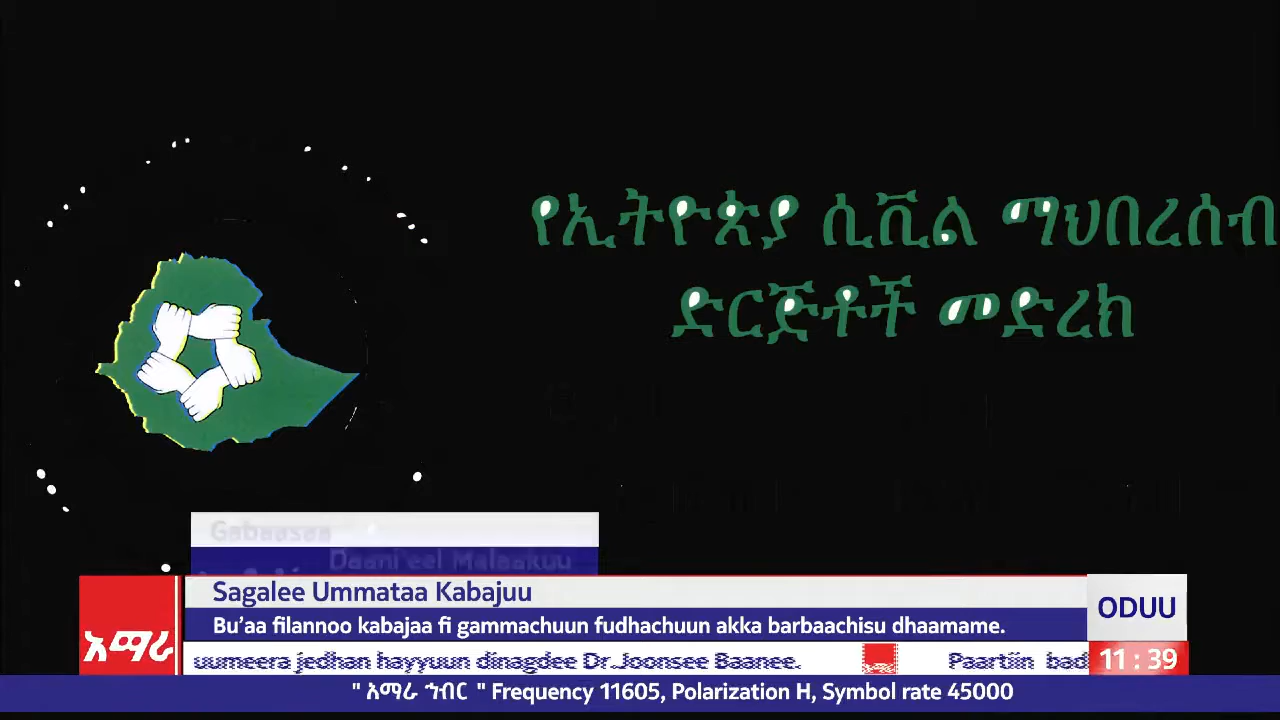 የኢትዮጵያ ሲቪል ማህበረሰብ
ድርጅቶች መድረክ
Gabaasaa
Daani'eel Malaakuu
Sagalee Ummataa Kabajuu
ODUU
Bu'aa filannoo kabajaa fi gammachuun fudhachuun akka barbaachisu dhaamame.
አማራ
uumeera jedhan hayyuun dinagdee Dr.Joonsee Baanee.
Paartiin bad
11 : 39
" አማራ ኅብር " Frequency 11605, Polarization H, Symbol rate 45000